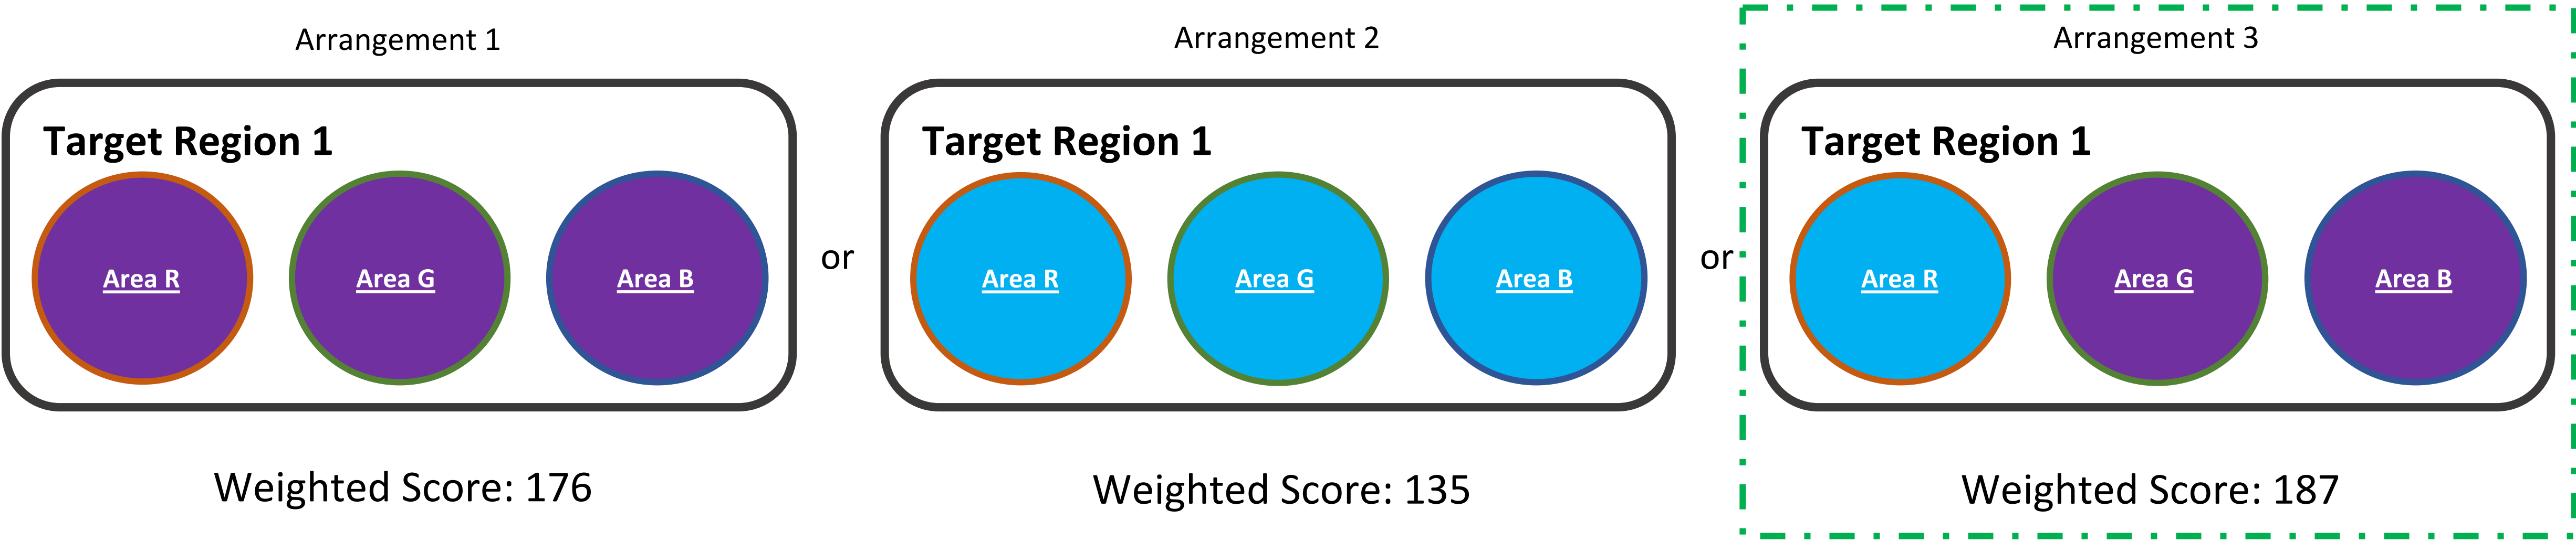 Arrangement 1
Target Region 1
Area R
Area G
Area B
Weighted Score: 176
or
Arrangement 2
Target Region 1
Area R
Area G
Area B
Weighted Score: 135
or
Arrangement 3
Target Region 1
Area R
Area G
Area B
Weighted Score: 187